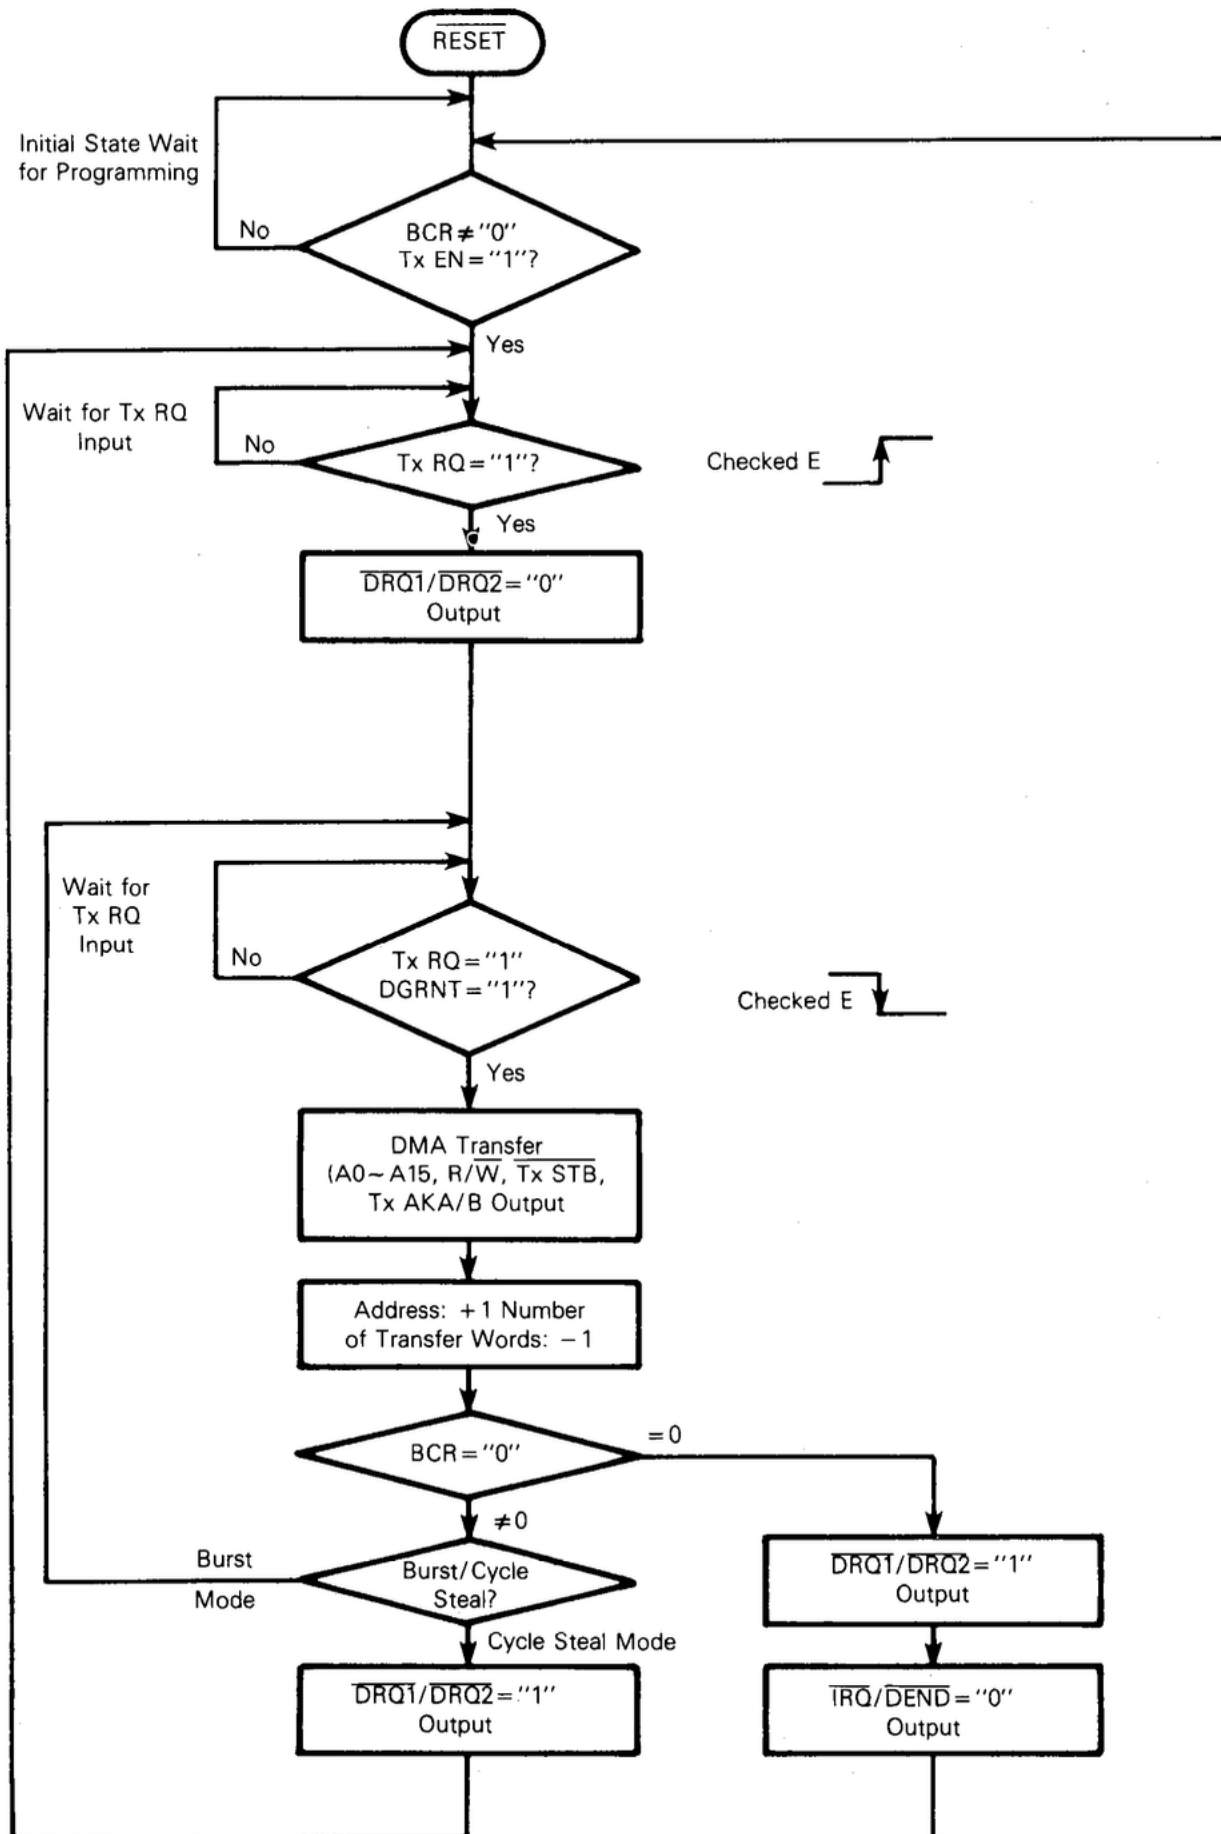 RESET
Initial State Wait
for Programming
No
BCR ≠ "0"
Tx EN = "1"?
Yes
Wait for Tx RQ
Input
No
Tx RQ = "1"?
Checked E
Yes
DRQ1/DRQ2 = "0"
Output
Wait for
Tx RQ
Input
No
Tx RQ = "1"
DGRNT = "1"?
Checked E
Yes
DMA Transfer
(A0~A15, R/W, Tx STB,
Tx AKA/B Output
Address: +1 Number
of Transfer Words: −1
BCR = "0"
=0
≠0
Burst
Mode
Burst/Cycle
Steal?
Cycle Steal Mode
DRQ1/DRQ2 = "1"
Output
DRQ1/DRQ2 = "1"
Output
IRQ/DEND = "0"
Output